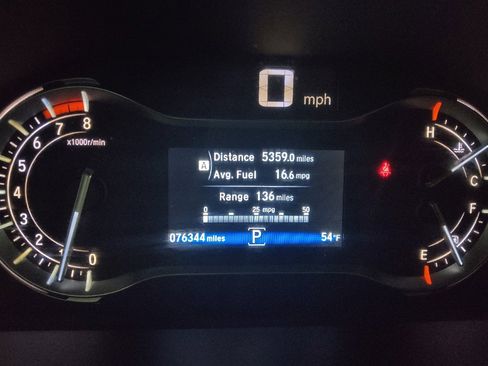 0 mph
8
7
6
5
4
3
2
1
0
x1000r/min
A
Distance 5359.0 miles
Avg. Fuel 16.6 mpg
Range 136 miles
0 25 50
mpg
076344 miles P 54°F
H
C
F
E